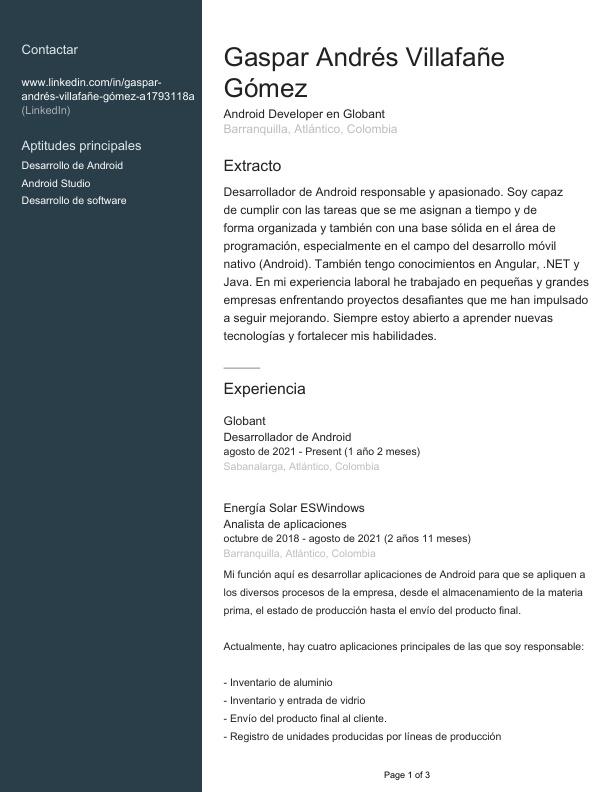 Contactar
www.linkedin.com/in/gaspar-
andrés-villafañe-gómez-a1793118a
(LinkedIn)
Aptitudes principales
Desarrollo de Android
Android Studio
Desarrollo de software
Gaspar Andrés Villafañe
Gómez
Android Developer en Globant
Barranquilla, Atlántico, Colombia
Extracto
Desarrollador de Android responsable y apasionado. Soy capaz
de cumplir con las tareas que se me asignan a tiempo y de
forma organizada y también con una base sólida en el área de
programación, especialmente en el campo del desarrollo móvil
nativo (Android). También tengo conocimientos en Angular, .NET y
Java. En mi experiencia laboral he trabajado en pequeñas y grandes
empresas enfrentando proyectos desafiantes que me han impulsado
a seguir mejorando. Siempre estoy abierto a aprender nuevas
tecnologías y fortalecer mis habilidades.
Experiencia
Globant
Desarrollador de Android
agosto de 2021 - Present (1 año 2 meses)
Sabanalarga, Atlántico, Colombia
Energía Solar ESWindows
Analista de aplicaciones
octubre de 2018 - agosto de 2021 (2 años 11 meses)
Barranquilla, Atlántico, Colombia
Mi función aquí es desarrollar aplicaciones de Android para que se apliquen a
los diversos procesos de la empresa, desde el almacenamiento de la materia
prima, el estado de producción hasta el envío del producto final.
Actualmente, hay cuatro aplicaciones principales de las que soy responsable:
- Inventario de aluminio
- Inventario y entrada de vidrio
- Envío del producto final al cliente.
- Registro de unidades producidas por líneas de producción
Page 1 of 3